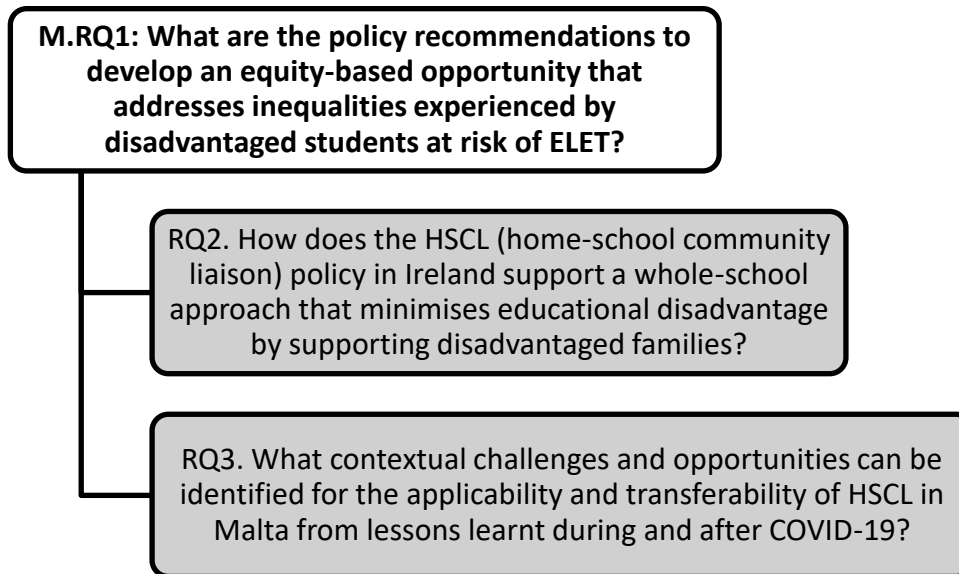 M.RQ1: What are the policy recommendations to
develop an equity-based opportunity that
addresses inequalities experienced by
disadvantaged students at risk of ELET?
RQ2. How does the HSCL (home-school community
liaison) policy in Ireland support a whole-school
approach that minimises educational disadvantage
by supporting disadvantaged families?
RQ3. What contextual challenges and opportunities can be
identified for the applicability and transferability of HSCL in
Malta from lessons learnt during and after COVID-19?